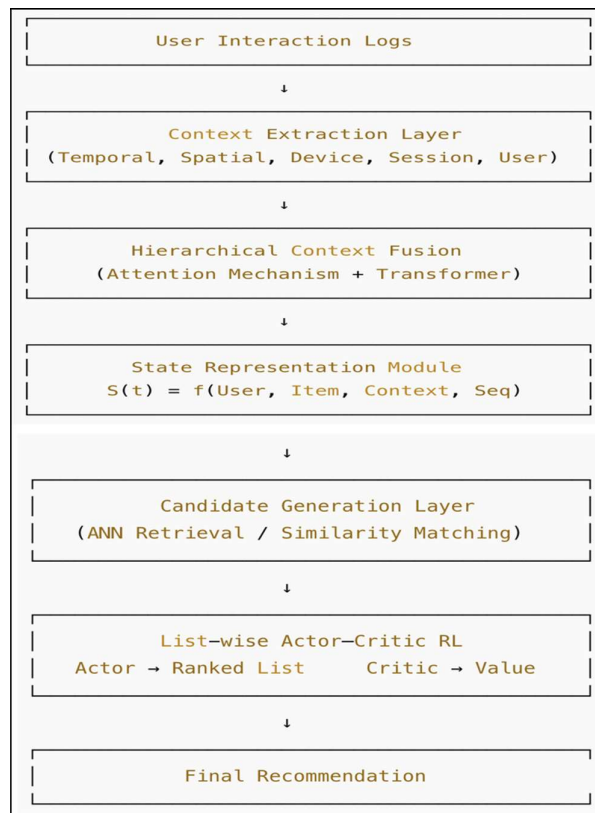 User Interaction Logs
↓
Context Extraction Layer
(Temporal, Spatial, Device, Session, User)
↓
Hierarchical Context Fusion
(Attention Mechanism + Transformer)
↓
State Representation Module
S(t) = f(User, Item, Context, Seq)
↓
Candidate Generation Layer
(ANN Retrieval / Similarity Matching)
↓
List–wise Actor–Critic RL
Actor → Ranked List Critic → Value
↓
Final Recommendation